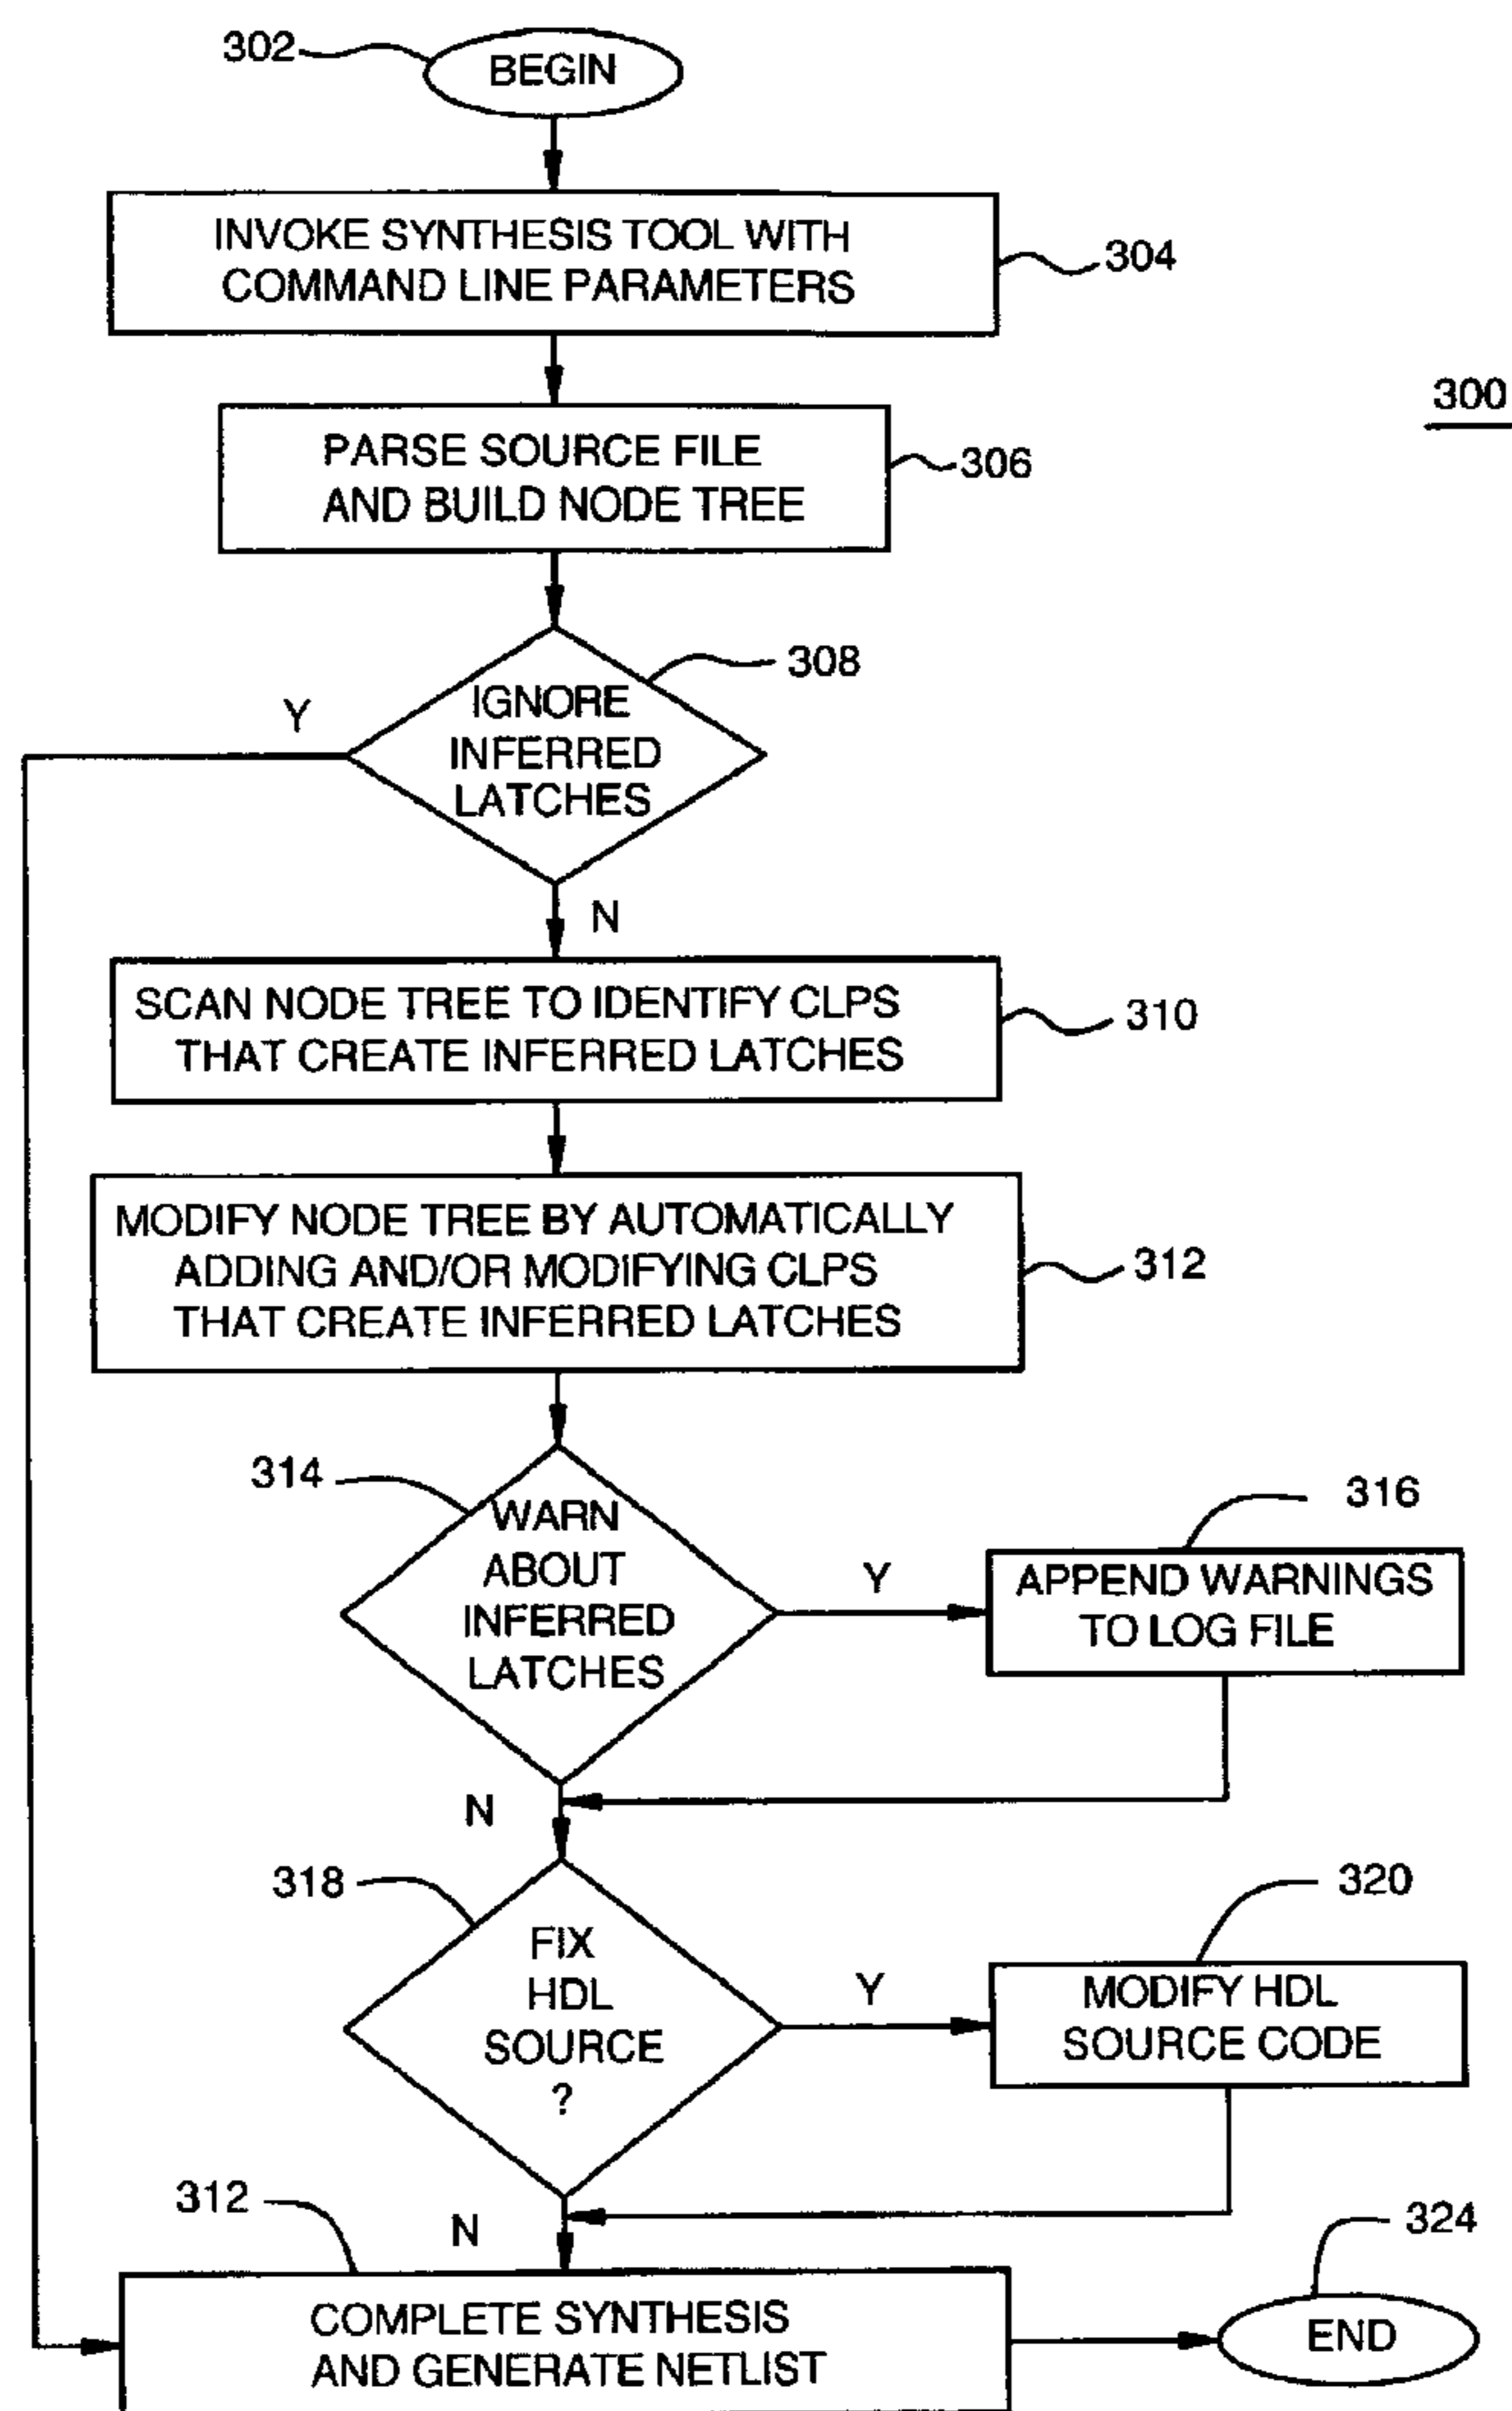 302
BEGIN
INVOKE SYNTHESIS TOOL WITH
COMMAND LINE PARAMETERS
304
300
PARSE SOURCE FILE
AND BUILD NODE TREE
306
308
Y
IGNORE
INFERRED
LATCHES
N
SCAN NODE TREE TO IDENTIFY CLPS
THAT CREATE INFERRED LATCHES
310
MODIFY NODE TREE BY AUTOMATICALLY
ADDING AND/OR MODIFYING CLPS
THAT CREATE INFERRED LATCHES
312
314
WARN
ABOUT
INFERRED
LATCHES
Y
316
APPEND WARNINGS
TO LOG FILE
N
318
FIX
HDL
SOURCE
?
Y
320
MODIFY HDL
SOURCE CODE
312
N
COMPLETE SYNTHESIS
AND GENERATE NETLIST
324
END